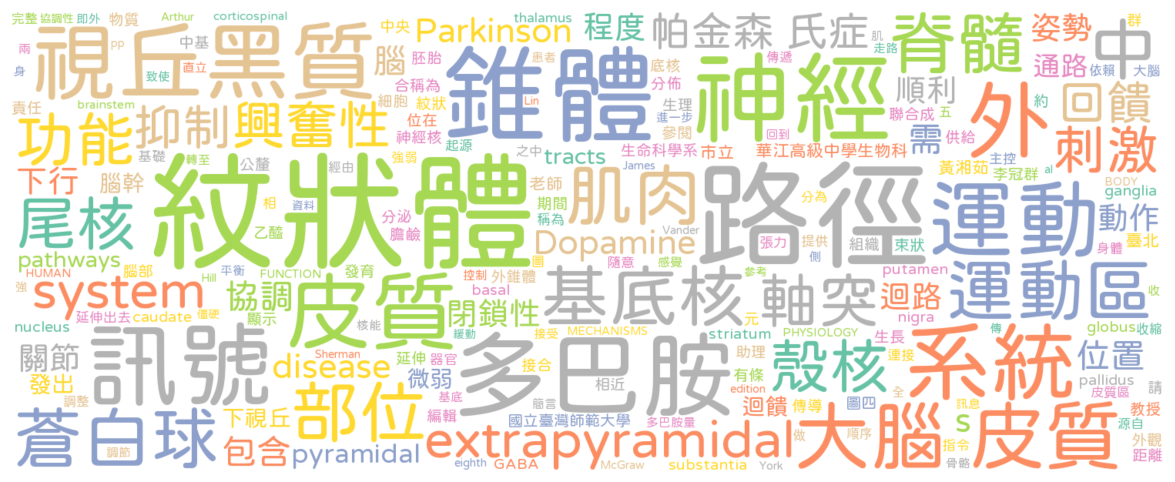 完整 協調性 即外 物質 Arthur corticospinal thalamus 中央 Parkinson 程度 帕金森 氏症 肌 走路 脊髓 姿勢 群 中
兩 中基 視丘 黑質 腦 胚胎 pp 患者 錐體 底核 傳遞 神經 通路 依賴 大腦
身 致使 直立 合稱為 分佈 順利 外 回饋
責任 brainstem 細胞 紋狀 Lin 生理 聯合成 五 約
功能 抑制 興奮性 位在 神經核 進一步 參閱 回到 需 供給 刺激
基礎 轉至 公釐 強弱 起源 之中 tracts 生命科學系 市立 華江高級中學生物科 主控
下行 腦幹 經由 紋狀體 老師 James 肌肉 路徑 分為 黃湘茹 李冠群 al BODY
尾核 相 資料 分泌 膽鹼 期間 稱為 Vander 運動 ganglia 動作
pathways 乙醯 Dopamine 張力 提供 組織 束狀 身體 臺北
HUMAN 腦部 Hill 平衡 FUNCTION 發育 圖 隨意 感覺 側 putamen 收
強 system 協調 皮質 控制 外錐體 basal 基底核 參考 軸突 迴路 運動區
延伸出去 caudate 僵硬 顯示 閉鎖性 nigra
nucleus 核能 緩動 接受 MECHANISMS striatum 元 PHYSIOLOGY 生長 傳 globus 收縮
關節 訊號 Sherman 延伸 器官 多巴胺 助理 殼核 連接 系統 位置
發出 disease 微弱 接合 相近 有條 edition pallidus 請
調整 部位 基底 簡言 迴饋 傳導 圖四 全 訊息 皮質區
蒼白球 下視丘 編輯 國立臺灣師範大學 多巴胺量 做 順序 s 源自 教授 外觀
調節 包含 pyramidal extrapyramidal 大腦 皮質 指令 距離
eighth GABA McGraw substantia York 骨骼